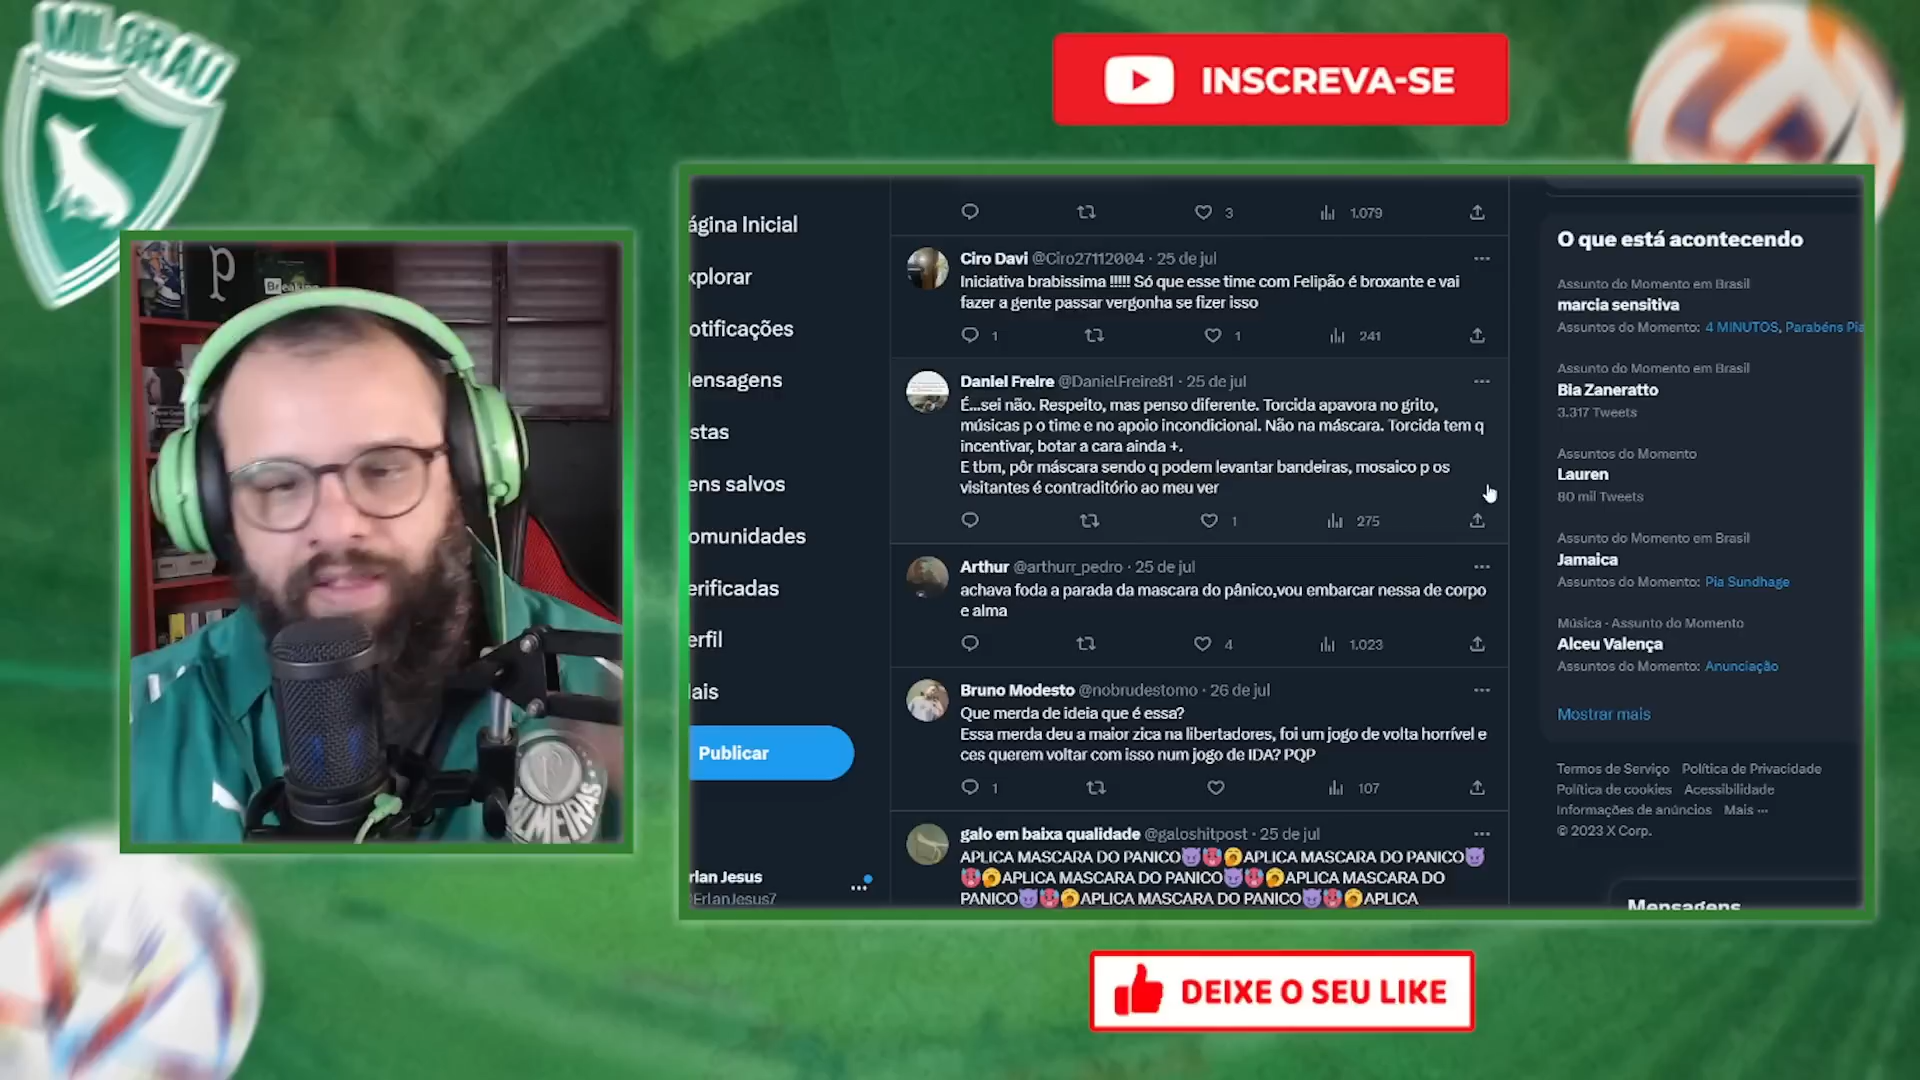 MILGRAU
INSCREVA-SE
P
Breaking
PALMEIRAS
ágina Inicial
xplorar
otificações
ensagens
stas
ens salvos
omunidades
erificadas
erfil
ais
Publicar
rlan Jesus
ErlanJesus7
3
1.079
Ciro Davi @Ciro27112004 · 25 de jul
Iniciativa brabissima !!!!! Só que esse time com Felipão é broxante e vai
fazer a gente passar vergonha se fizer isso
1
1
241
Daniel Freire @DanielFreire81 · 25 de jul
É...sei não. Respeito, mas penso diferente. Torcida apavora no grito,
músicas p o time e no apoio incondicional. Não na máscara. Torcida tem q
incentivar, botar a cara ainda +.
E tbm, pôr máscara sendo q podem levantar bandeiras, mosaico p os
visitantes é contraditório ao meu ver
1
275
Arthur @arthurr_pedro · 25 de jul
achava foda a parada da mascara do pânico,vou embarcar nessa de corpo
e alma
4
1.023
Bruno Modesto @nobrudestomo · 26 de jul
Que merda de ideia que é essa?
Essa merda deu a maior zica na libertadores, foi um jogo de volta horrível e
ces querem voltar com isso num jogo de IDA? PQP
1
107
galo em baixa qualidade @galoshitpost · 25 de jul
APLICA MASCARA DO PANICO😈🥵🥱APLICA MASCARA DO PANICO😈
🥵🥱APLICA MASCARA DO PANICO😈🥵🥱APLICA MASCARA DO
PANICO😈🥵🥱APLICA MASCARA DO PANICO😈🥵🥱APLICA
O que está acontecendo
Assunto do Momento em Brasil
marcia sensitiva
Assuntos do Momento: 4 MINUTOS, Parabéns Pia
Assunto do Momento em Brasil
Bia Zaneratto
3.317 Tweets
Assuntos do Momento
Lauren
80 mil Tweets
Assunto do Momento em Brasil
Jamaica
Assuntos do Momento: Pia Sundhage
Música · Assunto do Momento
Alceu Valença
Assuntos do Momento: Anunciação
Mostrar mais
Termos de Serviço Política de Privacidade
Política de cookies Acessibilidade
Informações de anúncios Mais ···
© 2023 X Corp.
Mensagens
DEIXE O SEU LIKE